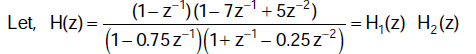 Let, H(z) = (1 – z⁻¹)(1 – 7z⁻¹ + 5z⁻²) / (1 – 0.75 z⁻¹)(1 + z⁻¹ – 0.25 z⁻²) = H₁(z) H₂(z)